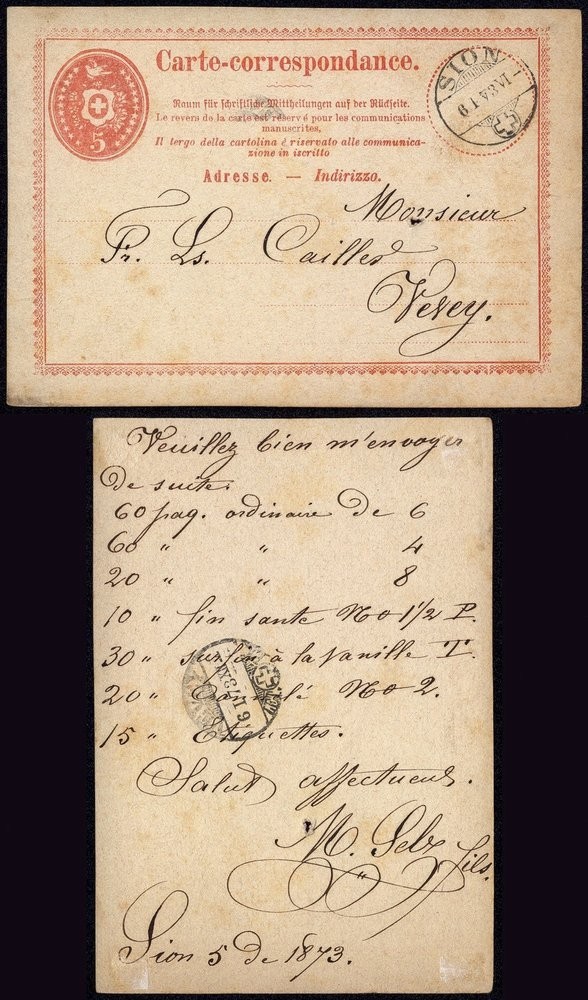 Carte-correspondance.
Raum für schriftliche Mittheilungen auf der Rückseite.
Le revers de la carte est réservé pour les communications
manuscrites.
Il tergo della cartolina è riservato alle communica-
zione in iscritto
Adresse. — Indirizzo.
5
SION
Monsieur
Fr. Ls. Cailler
Vevey.
Veuillez bien m'envoyer
de suite.
60 paq. ordinaire de 6
60 " " 4
20 " " 8
10 " fin santé No 1/2 P.
30 " surfin à la Vanille T.
20 " No 2.
15 " Etiquettes.
Salut affectueux.
M. fils.
Sion 5 de 1873.